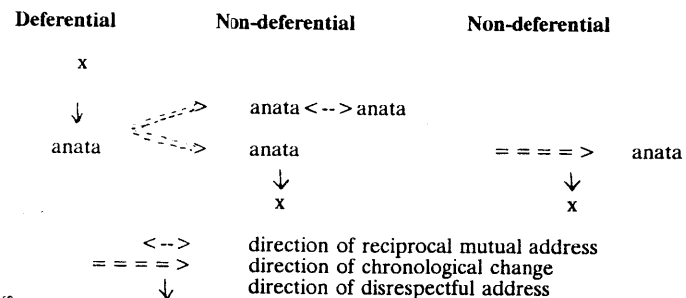 Deferential Non-deferential Non-deferential
x
↓ anata <--> anata
anata anata ====> anata
↓ ↓
x x
<--> direction of reciprocal mutual address
====> direction of chronological change
↓ direction of disrespectful address